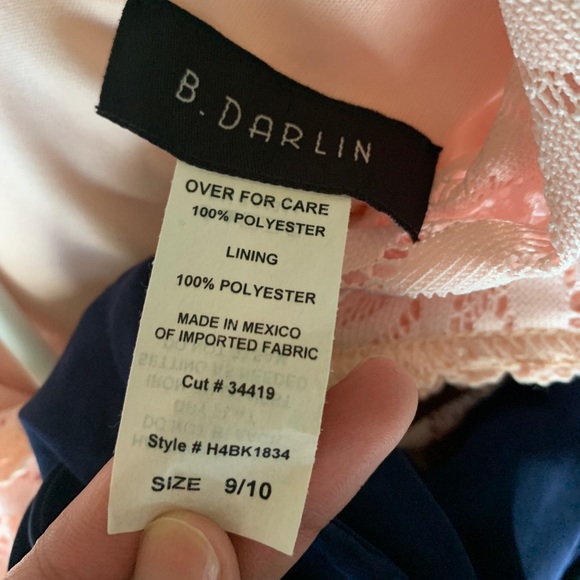 B. DARLIN
OVER FOR CARE
100% POLYESTER
LINING
100% POLYESTER
MADE IN MEXICO
OF IMPORTED FABRIC
Cut # 34419
Style # H4BK1834
SIZE 9/10